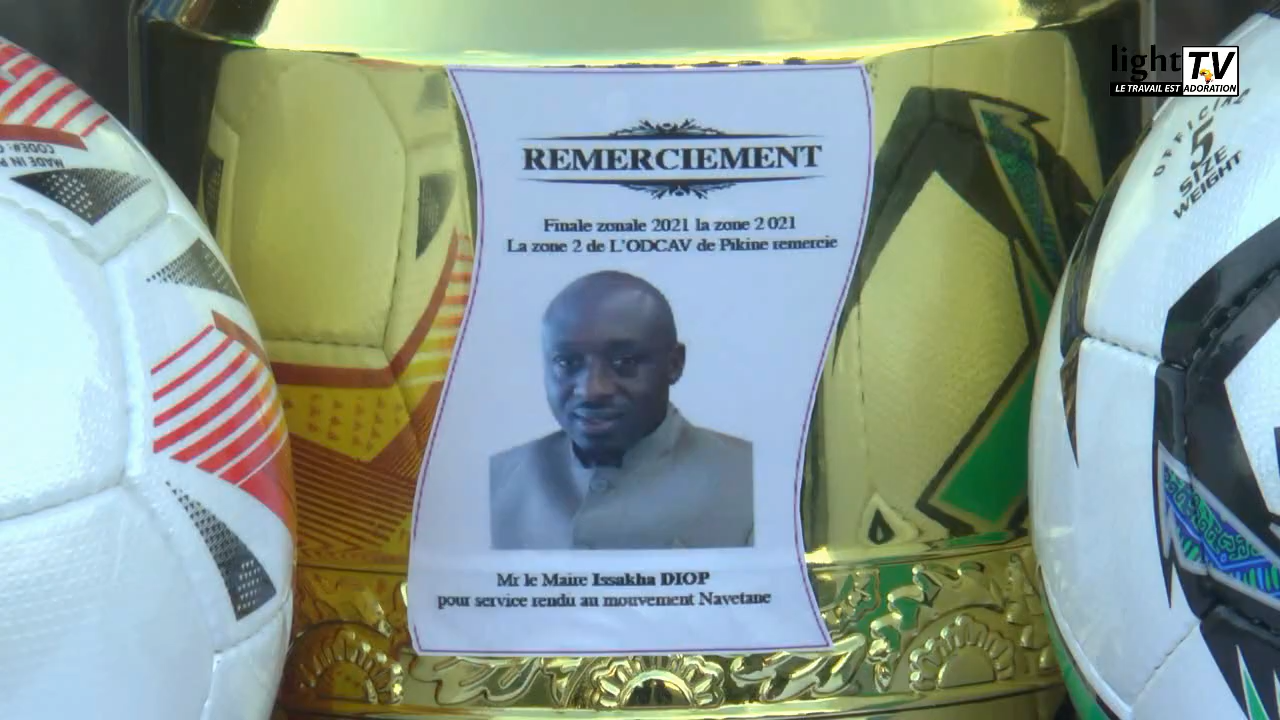 light TV
LE TRAVAIL EST ADORATION
REMERCIEMENT
Finale zonale 2021 la zone 2 021
La zone 2 de L'ODCAV de Pikine remercie
Mr le Maire Issakha DIOP
pour service rendu au mouvement Navetane
MADE IN
CODE#:
OFFICIAL
5
SIZE
WEIGHT